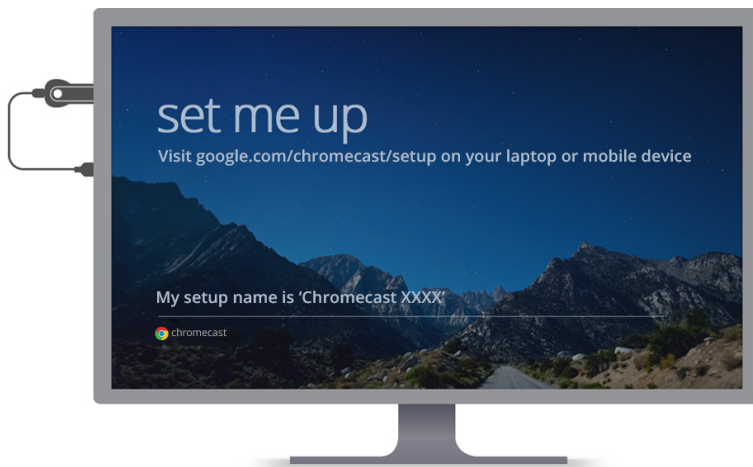 set me up
Visit google.com/chromecast/setup on your laptop or mobile device
My setup name is ‘Chromecast XXXX’
chromecast